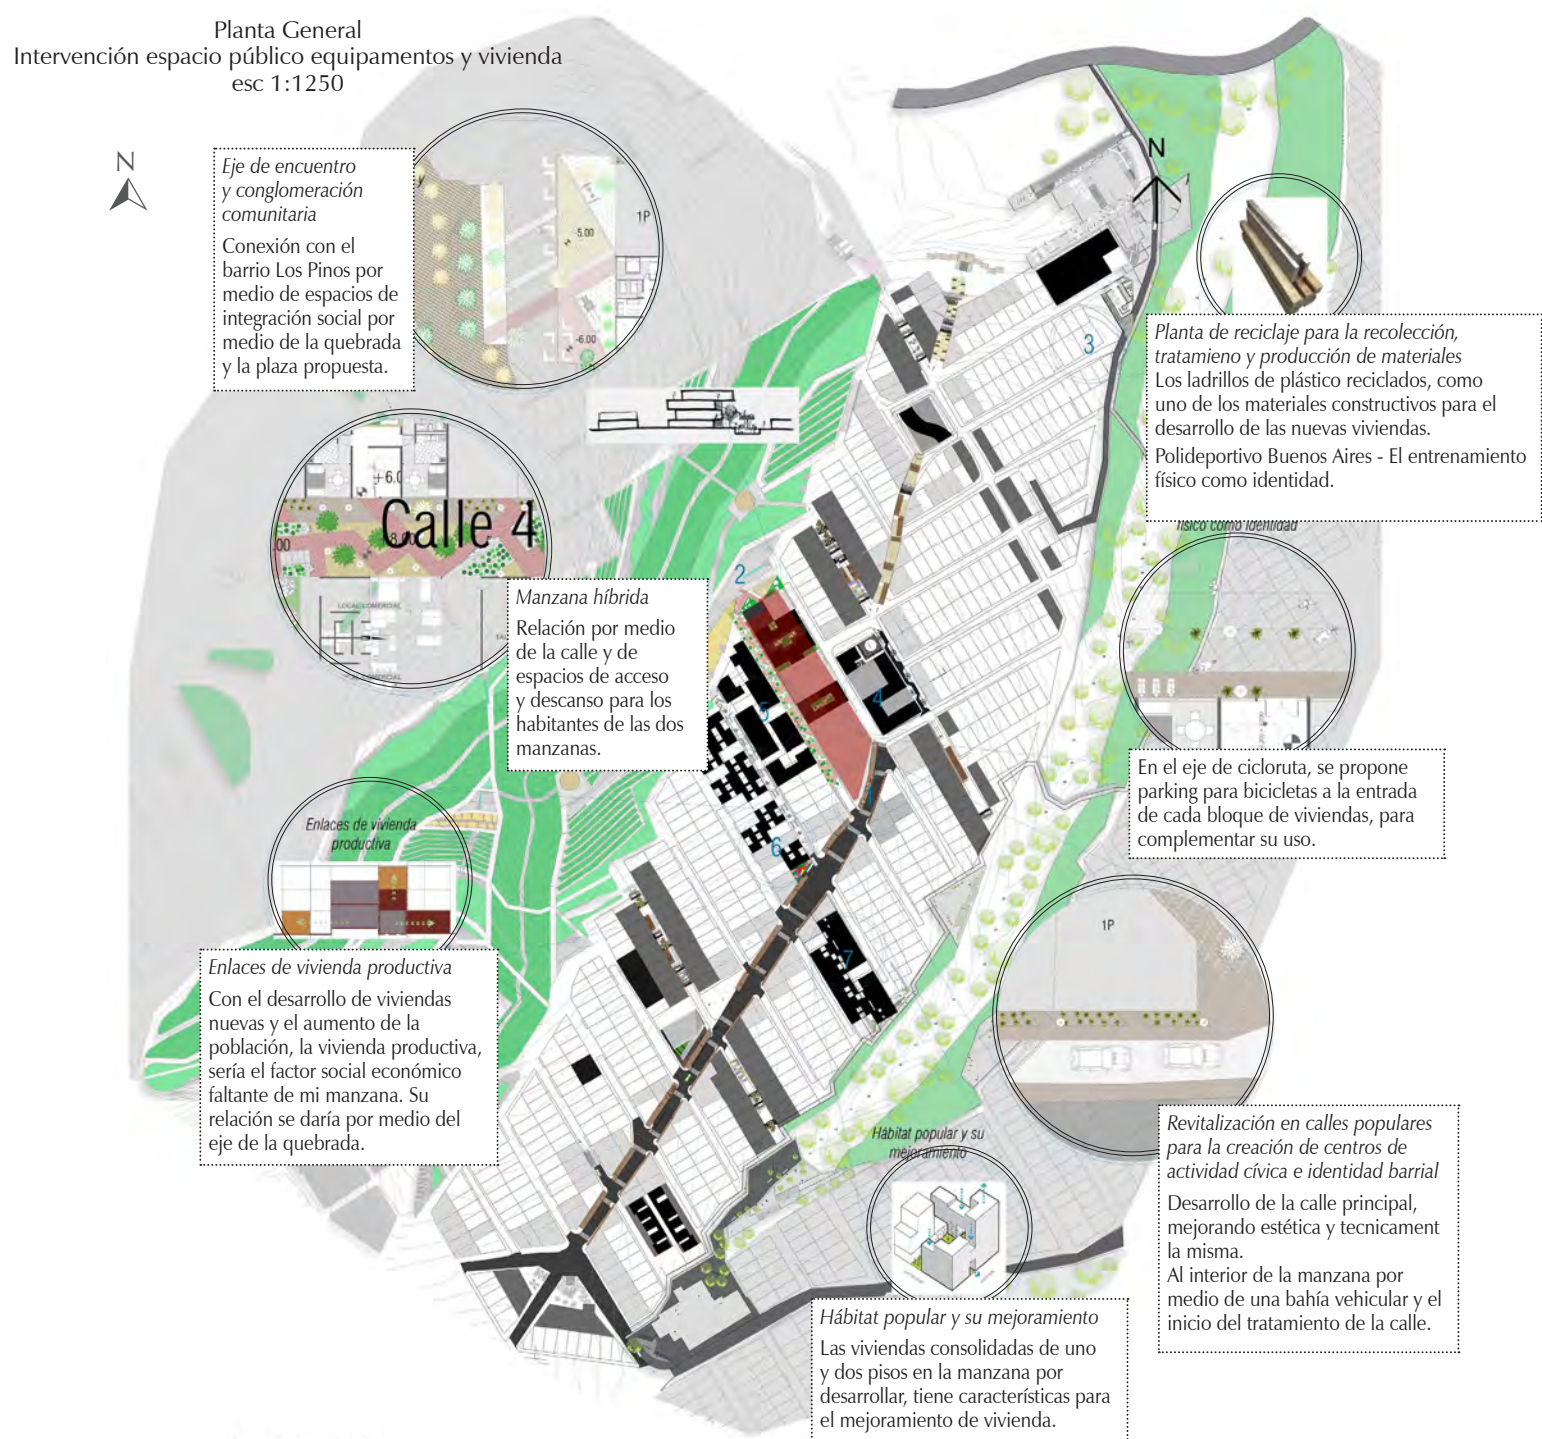 Planta General
Intervención espacio público equipamentos y vivienda
esc 1:1250
N
Eje de encuentro
y conglomeración
comunitaria
Conexión con el
barrio Los Pinos por
medio de espacios de
integración social por
medio de la quebrada
y la plaza propuesta.
1P
-5.00
-6.00
N
3
Planta de reciclaje para la recolección,
tratamieno y producción de materiales
Los ladrillos de plástico reciclados, como
uno de los materiales constructivos para el
desarrollo de las nuevas viviendas.
Polideportivo Buenos Aires - El entrenamiento
físico como identidad.
físico como identidad
+6.0
Calle 4
8.00
.00
LOCAL COMERCIAL
COMERCIAL
Manzana híbrida
Relación por medio
de la calle y de
espacios de acceso
y descanso para los
habitantes de las dos
manzanas.
2
4
5
1
6
7
En el eje de cicloruta, se propone
parking para bicicletas a la entrada
de cada bloque de viviendas, para
complementar su uso.
Enlaces de vivienda
productiva
Enlaces de vivienda productiva
Con el desarrollo de viviendas
nuevas y el aumento de la
población, la vivienda productiva,
sería el factor social económico
faltante de mi manzana. Su
relación se daría por medio del
eje de la quebrada.
1P
Revitalización en calles populares
para la creación de centros de
actividad cívica e identidad barrial
Desarrollo de la calle principal,
mejorando estética y tecnicament
la misma.
Al interior de la manzana por
medio de una bahía vehicular y el
inicio del tratamiento de la calle.
Hábitat popular y su
mejoramiento
Hábitat popular y su mejoramiento
Las viviendas consolidadas de uno
y dos pisos en la manzana por
desarrollar, tiene características para
el mejoramiento de vivienda.